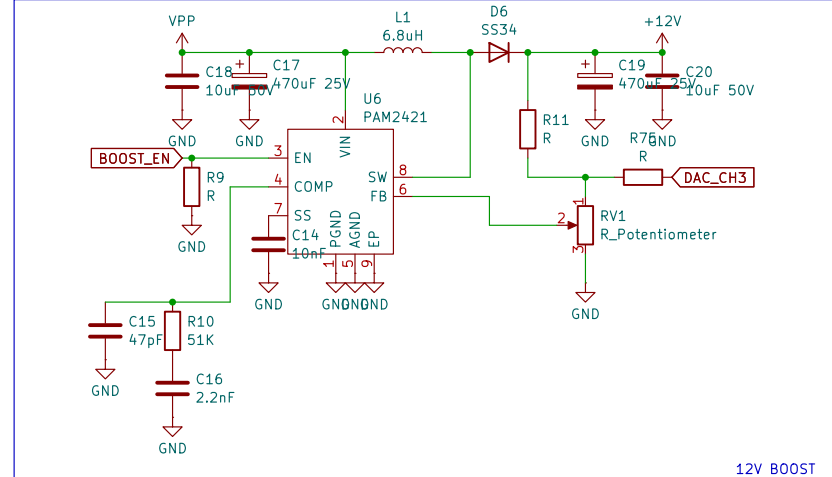 D6
SS34
L1
6.8uH
VPP
+12V
C18
10uF 50V
C17
470uF 25V
C19
470uF 25V
C20
10uF 50V
GND
GND
GND
GND
U6
PAM2421
2
VIN
R11
R
R75
R
BOOST_EN
3
EN
4
COMP
7
SS
8
SW
6
FB
DAC_CH3
R9
R
GND
1
2
3
RV1
R_Potentiometer
GND
C14
10nF
GND
PGND
AGND
EP
1
5
9
GND
GND
GND
C15
47pF
GND
R10
51K
C16
2.2nF
GND
12V BOOST